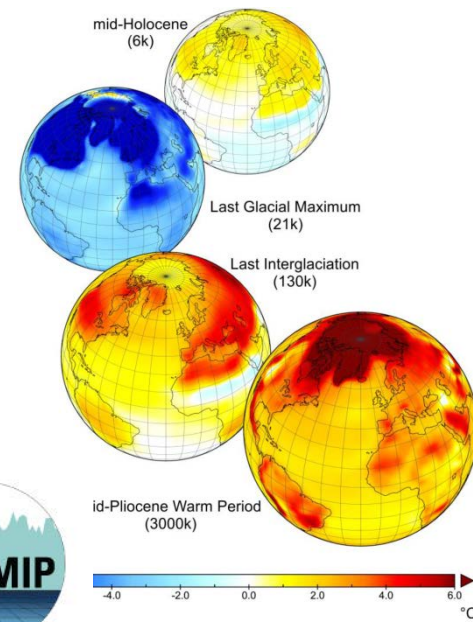 mid-Holocene
(6k)
Last Glacial Maximum
(21k)
Last Interglaciation
(130k)
id-Pliocene Warm Period
(3000k)
MIP
-4.0 -2.0 0.0 2.0 4.0 6.0
°C